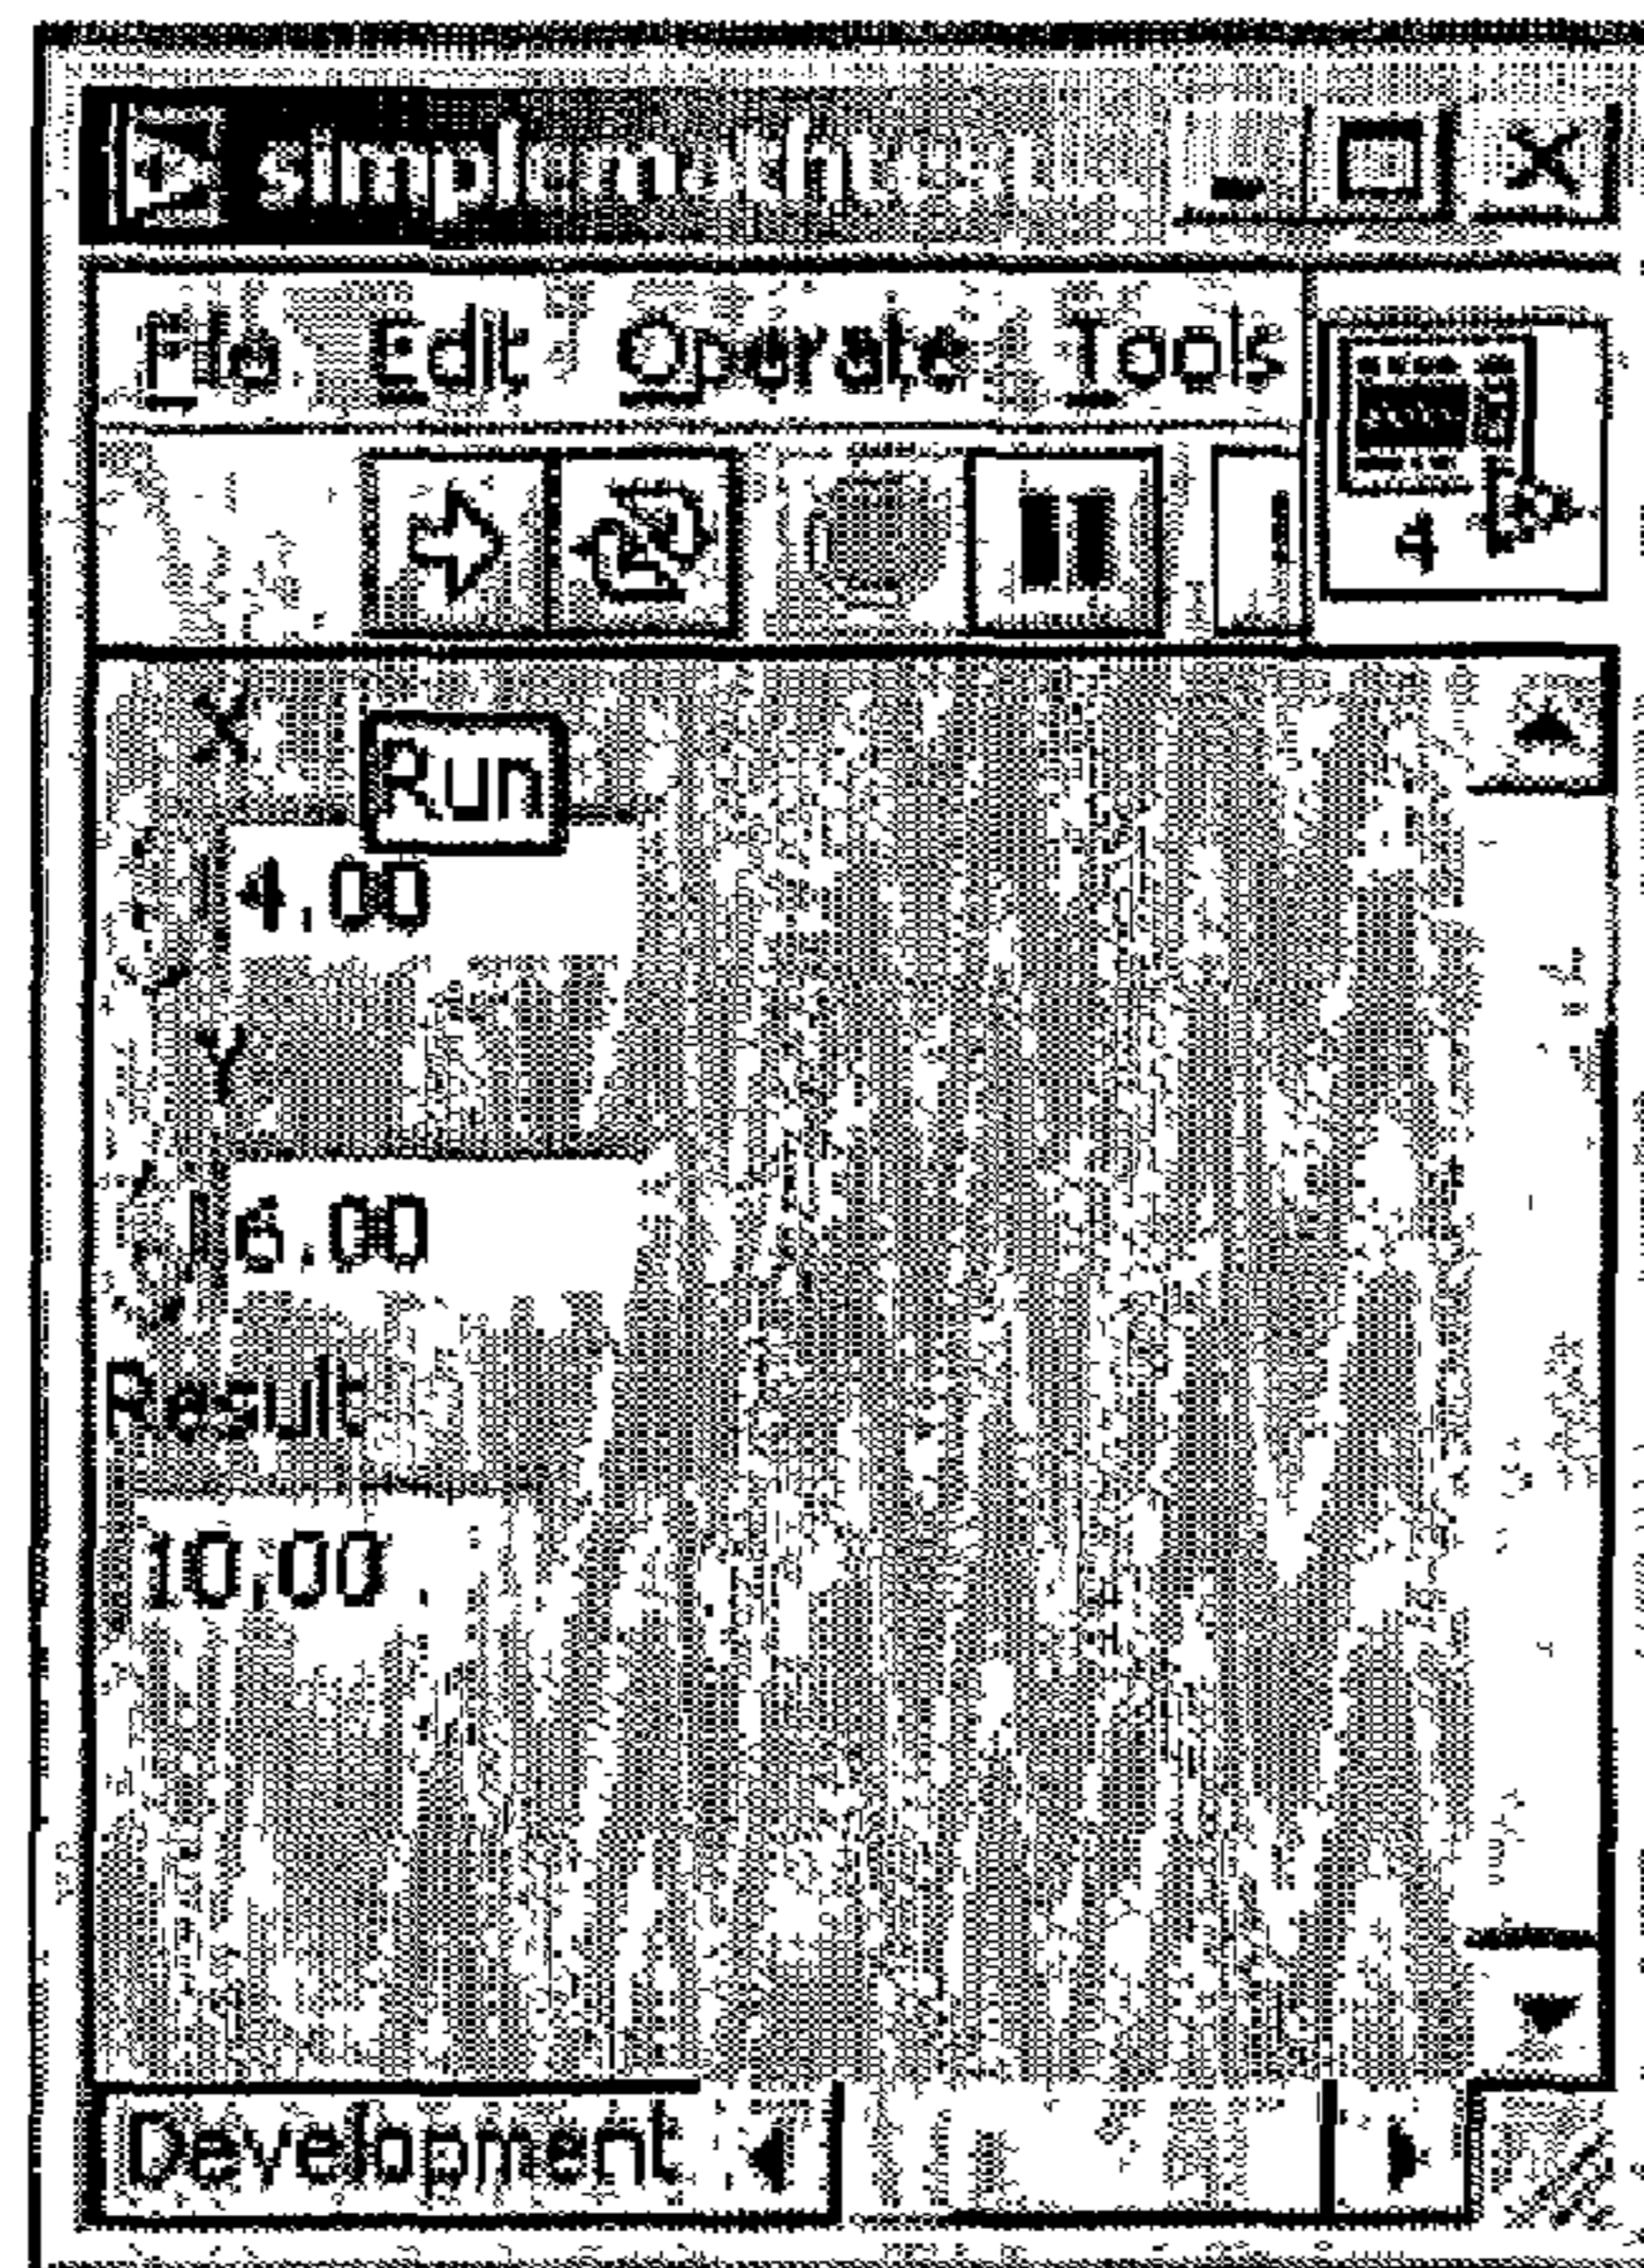 File Edit Operate Tools
4
X
Run
4.00
Y
6.00
Result
10.00
Development